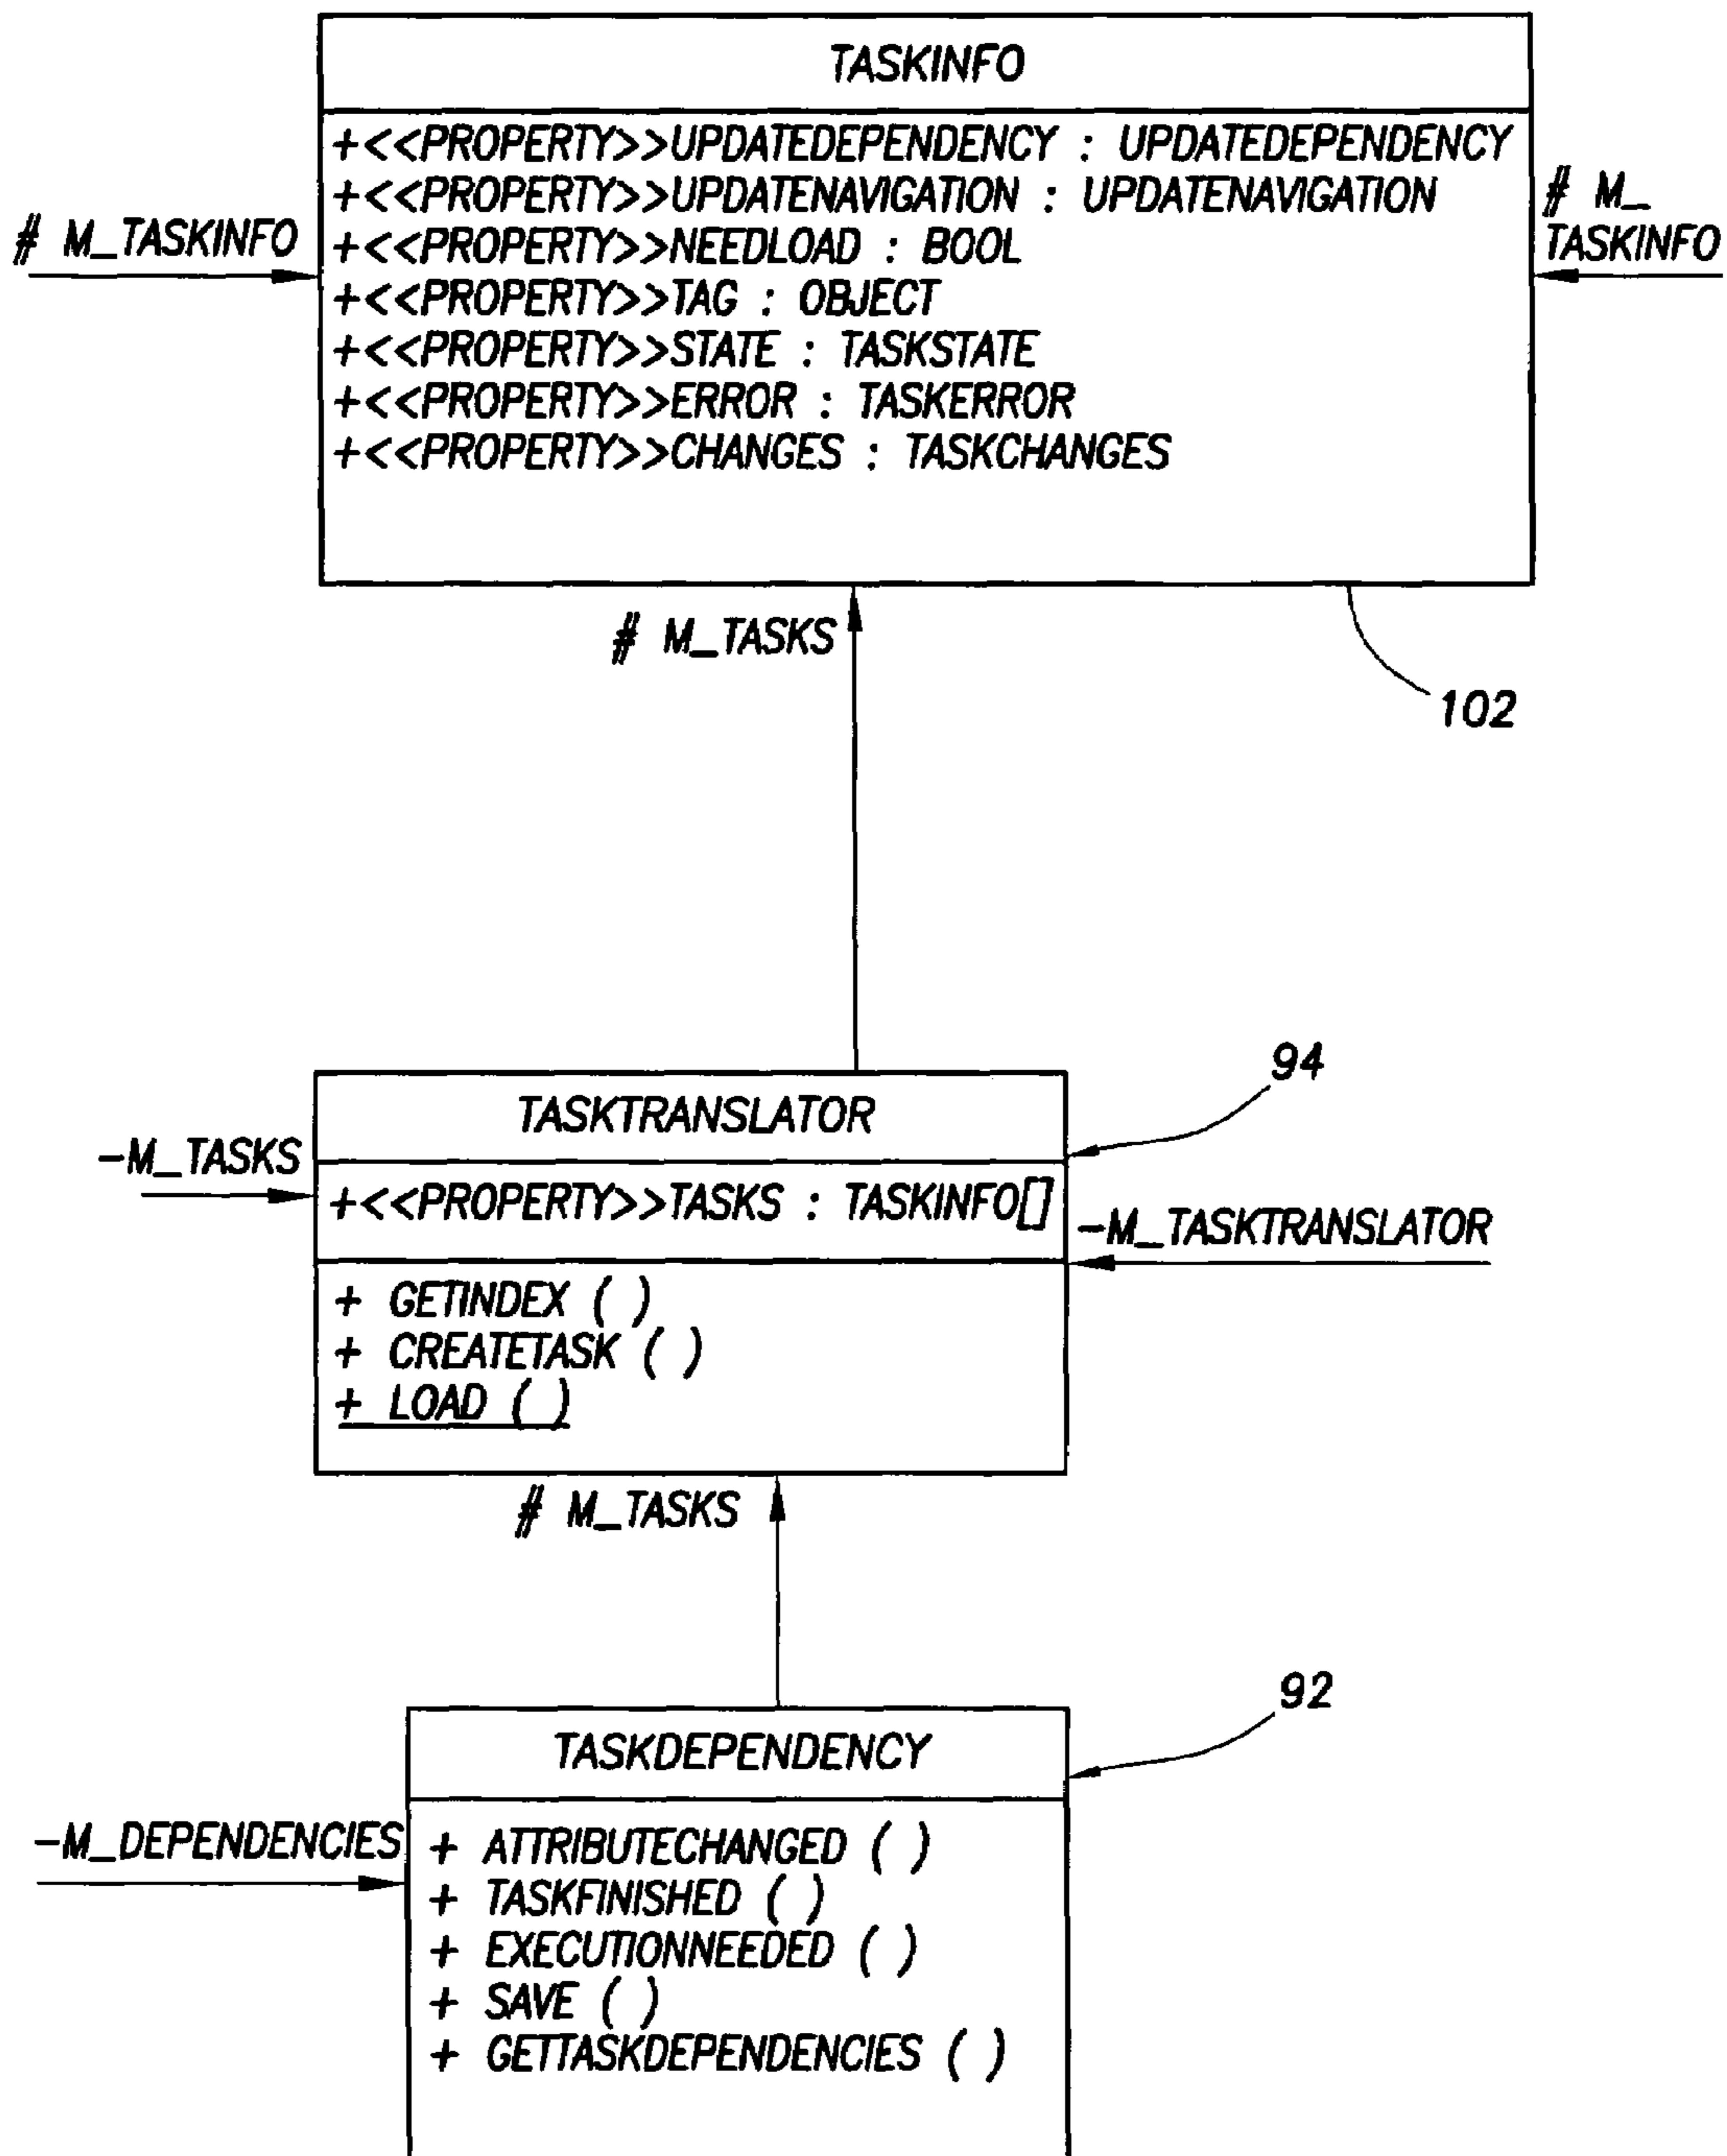 TASKINFO
+<<PROPERTY>>UPDATEDEPENDENCY : UPDATEDEPENDENCY
+<<PROPERTY>>UPDATENAVIGATION : UPDATENAVIGATION
+<<PROPERTY>>NEEDLOAD : BOOL
+<<PROPERTY>>TAG : OBJECT
+<<PROPERTY>>STATE : TASKSTATE
+<<PROPERTY>>ERROR : TASKERROR
+<<PROPERTY>>CHANGES : TASKCHANGES
# M_TASKINFO
# M_
TASKINFO
# M_TASKS
102
94
TASKTRANSLATOR
-M_TASKS
+<<PROPERTY>>TASKS : TASKINFO[]
-M_TASKTRANSLATOR
+ GETINDEX ( )
+ CREATETASK ( )
+ LOAD ( )
# M_TASKS
92
TASKDEPENDENCY
-M_DEPENDENCIES
+ ATTRIBUTECHANGED ( )
+ TASKFINISHED ( )
+ EXECUTIONNEEDED ( )
+ SAVE ( )
+ GETTASKDEPENDENCIES ( )